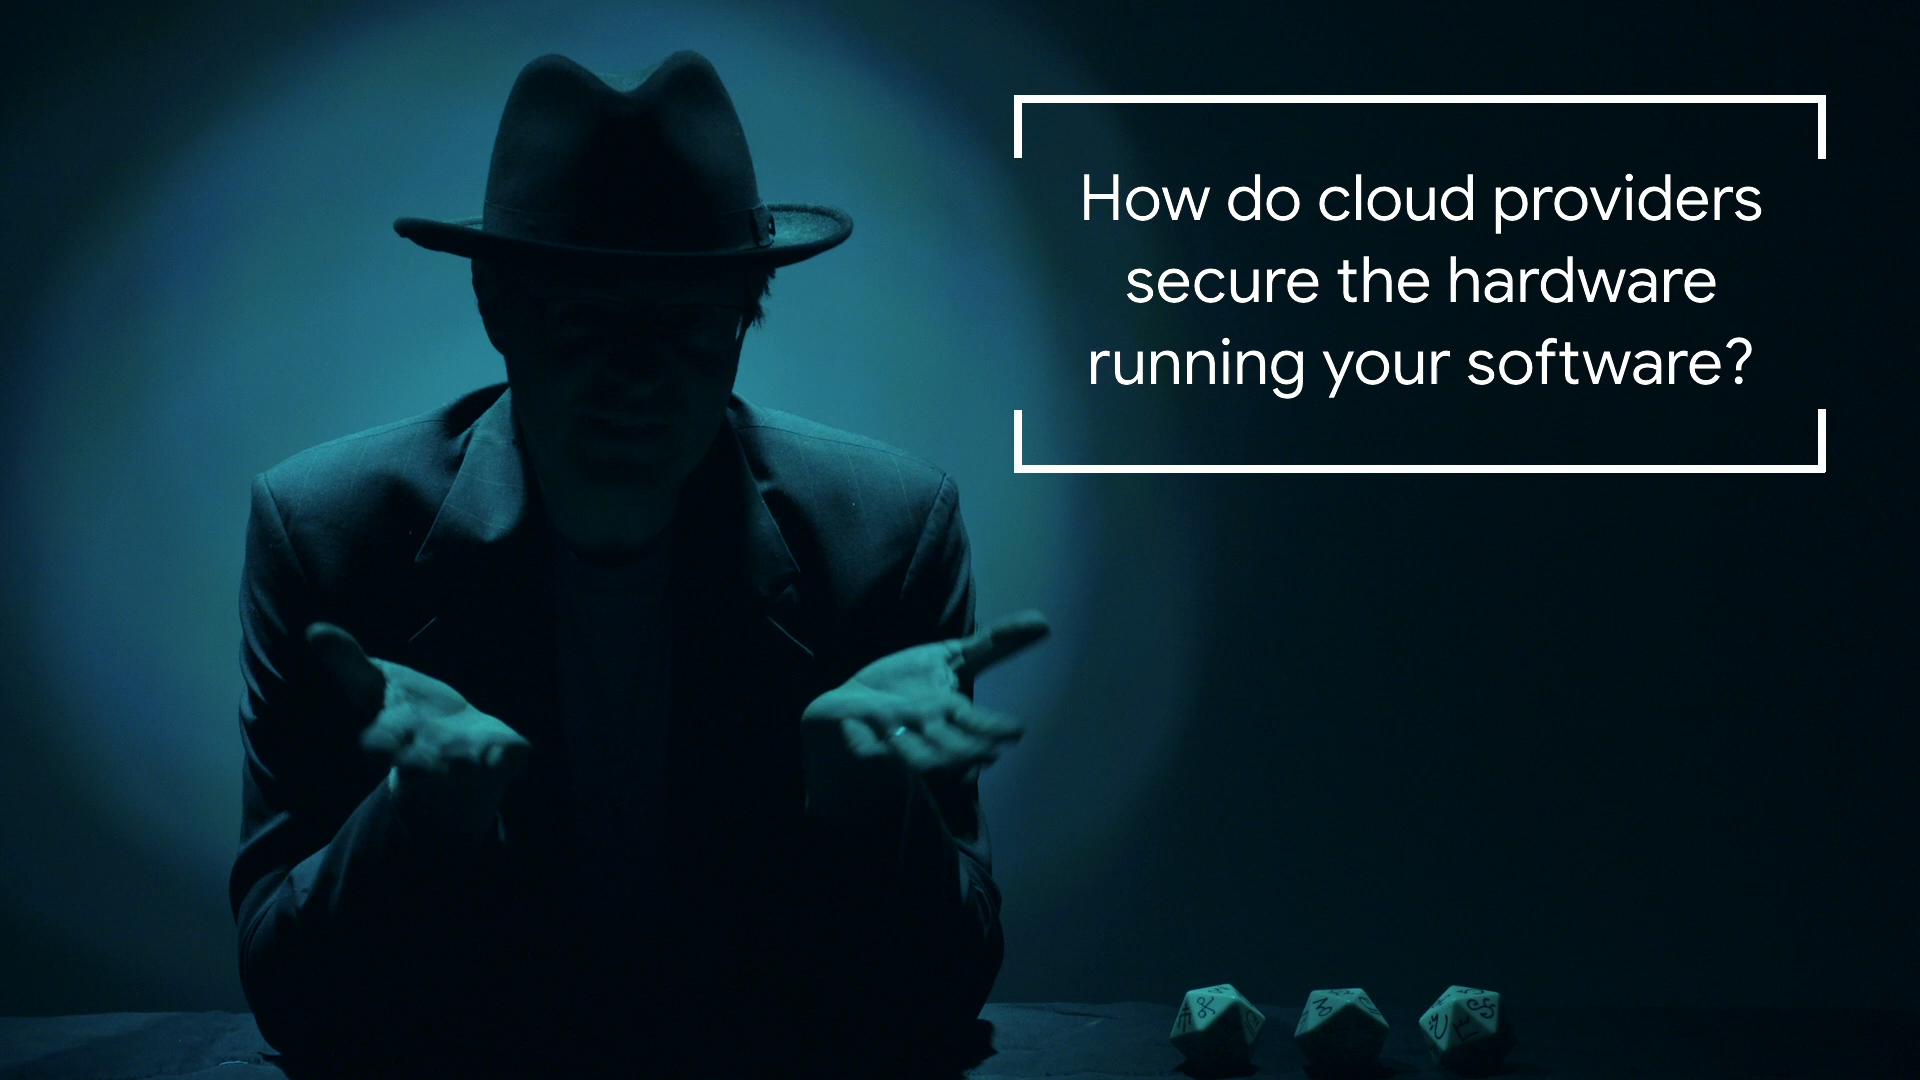 How do cloud providers
secure the hardware
running your software?